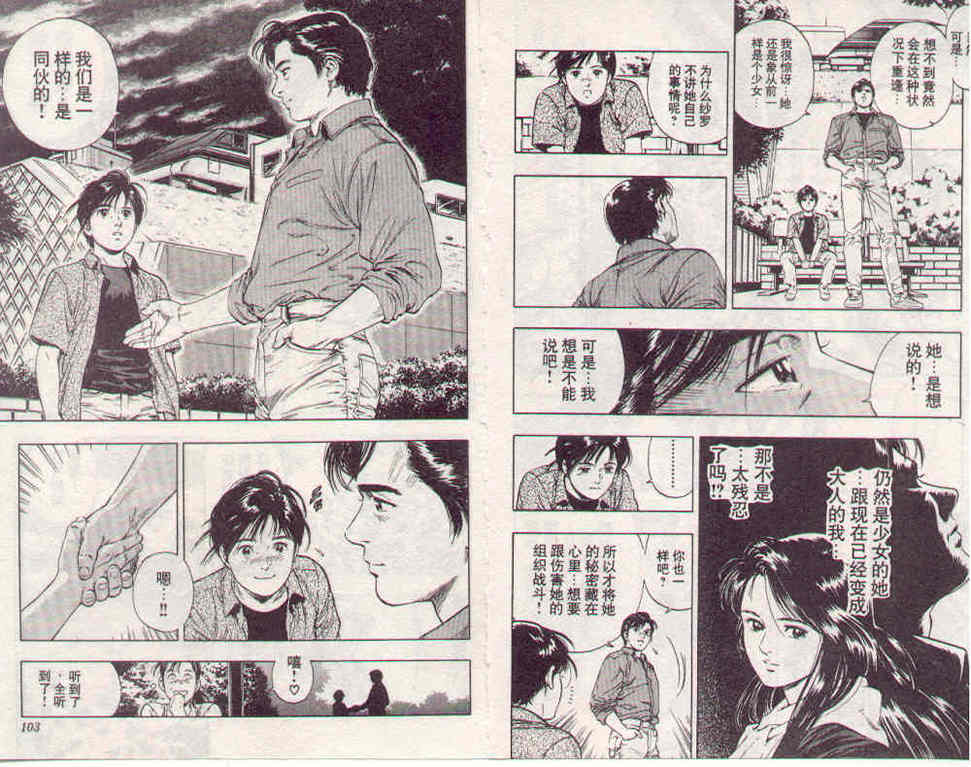 可是…
想不到竟然
会在这种状
况下重逢…
我很惊讶…她
还是象从前一
样是个少女…
为什么纱罗
不讲她自己
的事情呢?
她…是想
说的!
可是…我
想是不能
说吧!
仍然是少女的她
…跟现在已经变成
大人的我…
那不是
…太残忍
了吗!?
…………
你也一
样吧?
所以才将她
的秘密藏在
心里…想要
跟伤害她的
组织战斗!
我们是一
样的…是
同伙的!
嗯…!!
嘻!♡
听到了
,全听
到了!
103